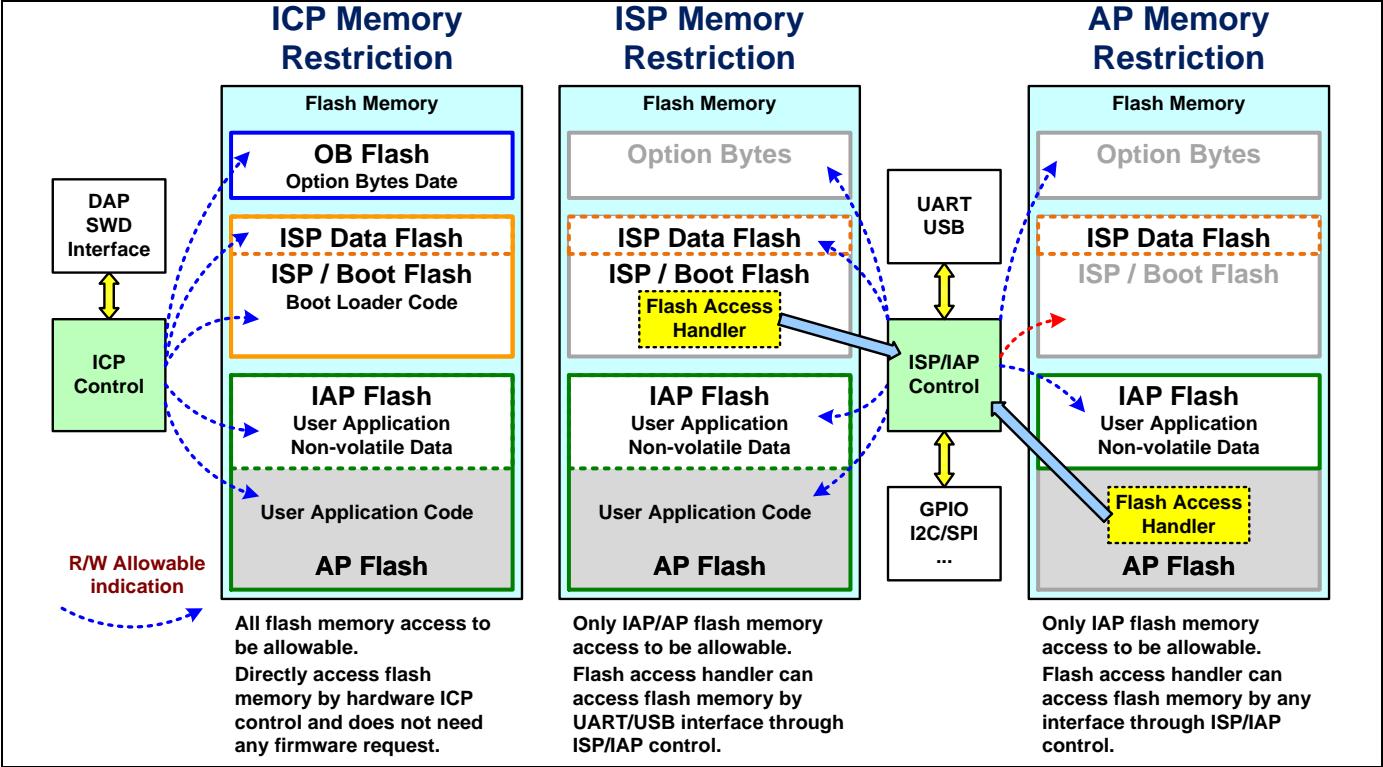 ICP Memory
Restriction
ISP Memory
Restriction
AP Memory
Restriction
DAP
SWD
Interface
ICP
Control
R/W Allowable
indication
Flash Memory
OB Flash
Option Bytes Date
ISP Data Flash
ISP / Boot Flash
Boot Loader Code
IAP Flash
User Application
Non-volatile Data
User Application Code
AP Flash
All flash memory access to
be allowable.
Directly access flash
memory by hardware ICP
control and does not need
any firmware request.
Flash Memory
Option Bytes
ISP Data Flash
ISP / Boot Flash
Flash Access
Handler
IAP Flash
User Application
Non-volatile Data
User Application Code
AP Flash
Only IAP/AP flash memory
access to be allowable.
Flash access handler can
access flash memory by
UART/USB interface through
ISP/IAP control.
UART
USB
ISP/IAP
Control
GPIO
I2C/SPI
...
Flash Memory
Option Bytes
ISP Data Flash
ISP / Boot Flash
IAP Flash
User Application
Non-volatile Data
Flash Access
Handler
AP Flash
Only IAP flash memory
access to be allowable.
Flash access handler can
access flash memory by any
interface through ISP/IAP
control.